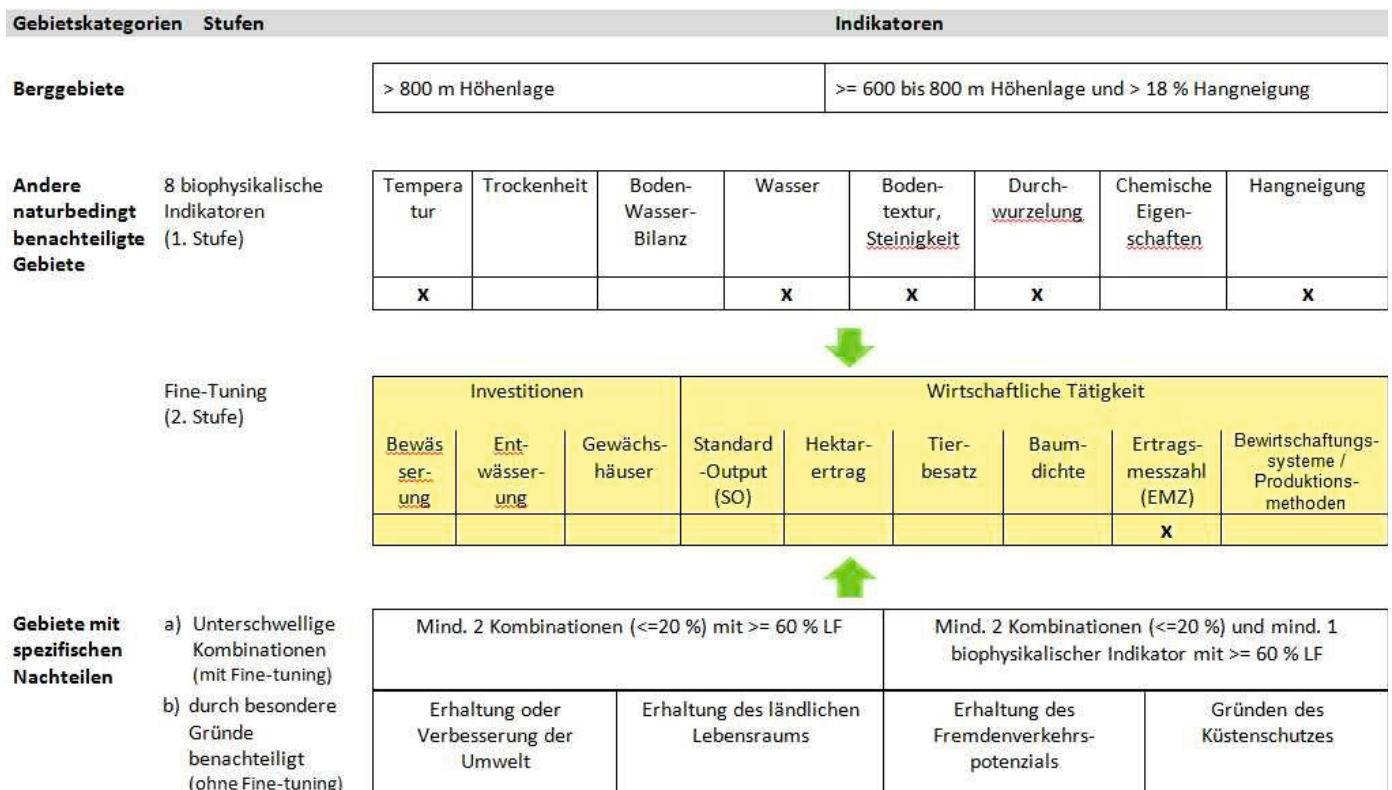 Gebietskategorien Stufen Indikatoren
Berggebiete
> 800 m Höhenlage
>= 600 bis 800 m Höhenlage und > 18 % Hangneigung
Andere
naturbedingt
benachteiligte
Gebiete
8 biophysikalische
Indikatoren
(1. Stufe)
Tempera
tur
Trockenheit
Boden-
Wasser-
Bilanz
Wasser
Boden-
textur,
Steinigkeit
Durch-
wurzelung
Chemische
Eigen-
schaften
Hangneigung
x x x x x
Fine-Tuning
(2. Stufe)
Investitionen
Wirtschaftliche Tätigkeit
Bewäs
ser-
ung
Ent-
wässer-
ung
Gewächs-
häuser
Standard
-Output
(SO)
Hektar-
ertrag
Tier-
besatz
Baum-
dichte
Ertrags-
messzahl
(EMZ)
Bewirtschaftungs-
systeme /
Produktions-
methoden
x
Gebiete mit
spezifischen
Nachteilen
a) Unterschwellige
Kombinationen
(mit Fine-tuning)
Mind. 2 Kombinationen (<=20 %) mit >= 60 % LF
Mind. 2 Kombinationen (<=20 %) und mind. 1
biophysikalischer Indikator mit >= 60 % LF
b) durch besondere
Gründe
benachteiligt
(ohne Fine-tuning)
Erhaltung oder
Verbesserung der
Umwelt
Erhaltung des ländlichen
Lebensraums
Erhaltung des
Fremdenverkehrs-
potenzials
Gründen des
Küstenschutzes